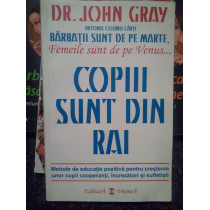 DR. JOHN GRAY
AUTORUL CELEBREI CĂRȚI
BĂRBAȚII SUNT DE PE MARTE,
Femeile sunt de pe Venus...
COPIII
SUNT DIN
RAI
Metode de educație pozitivă pentru creșterea
unor copii cooperanți, încrezători și sufletiști
Editura Vremea